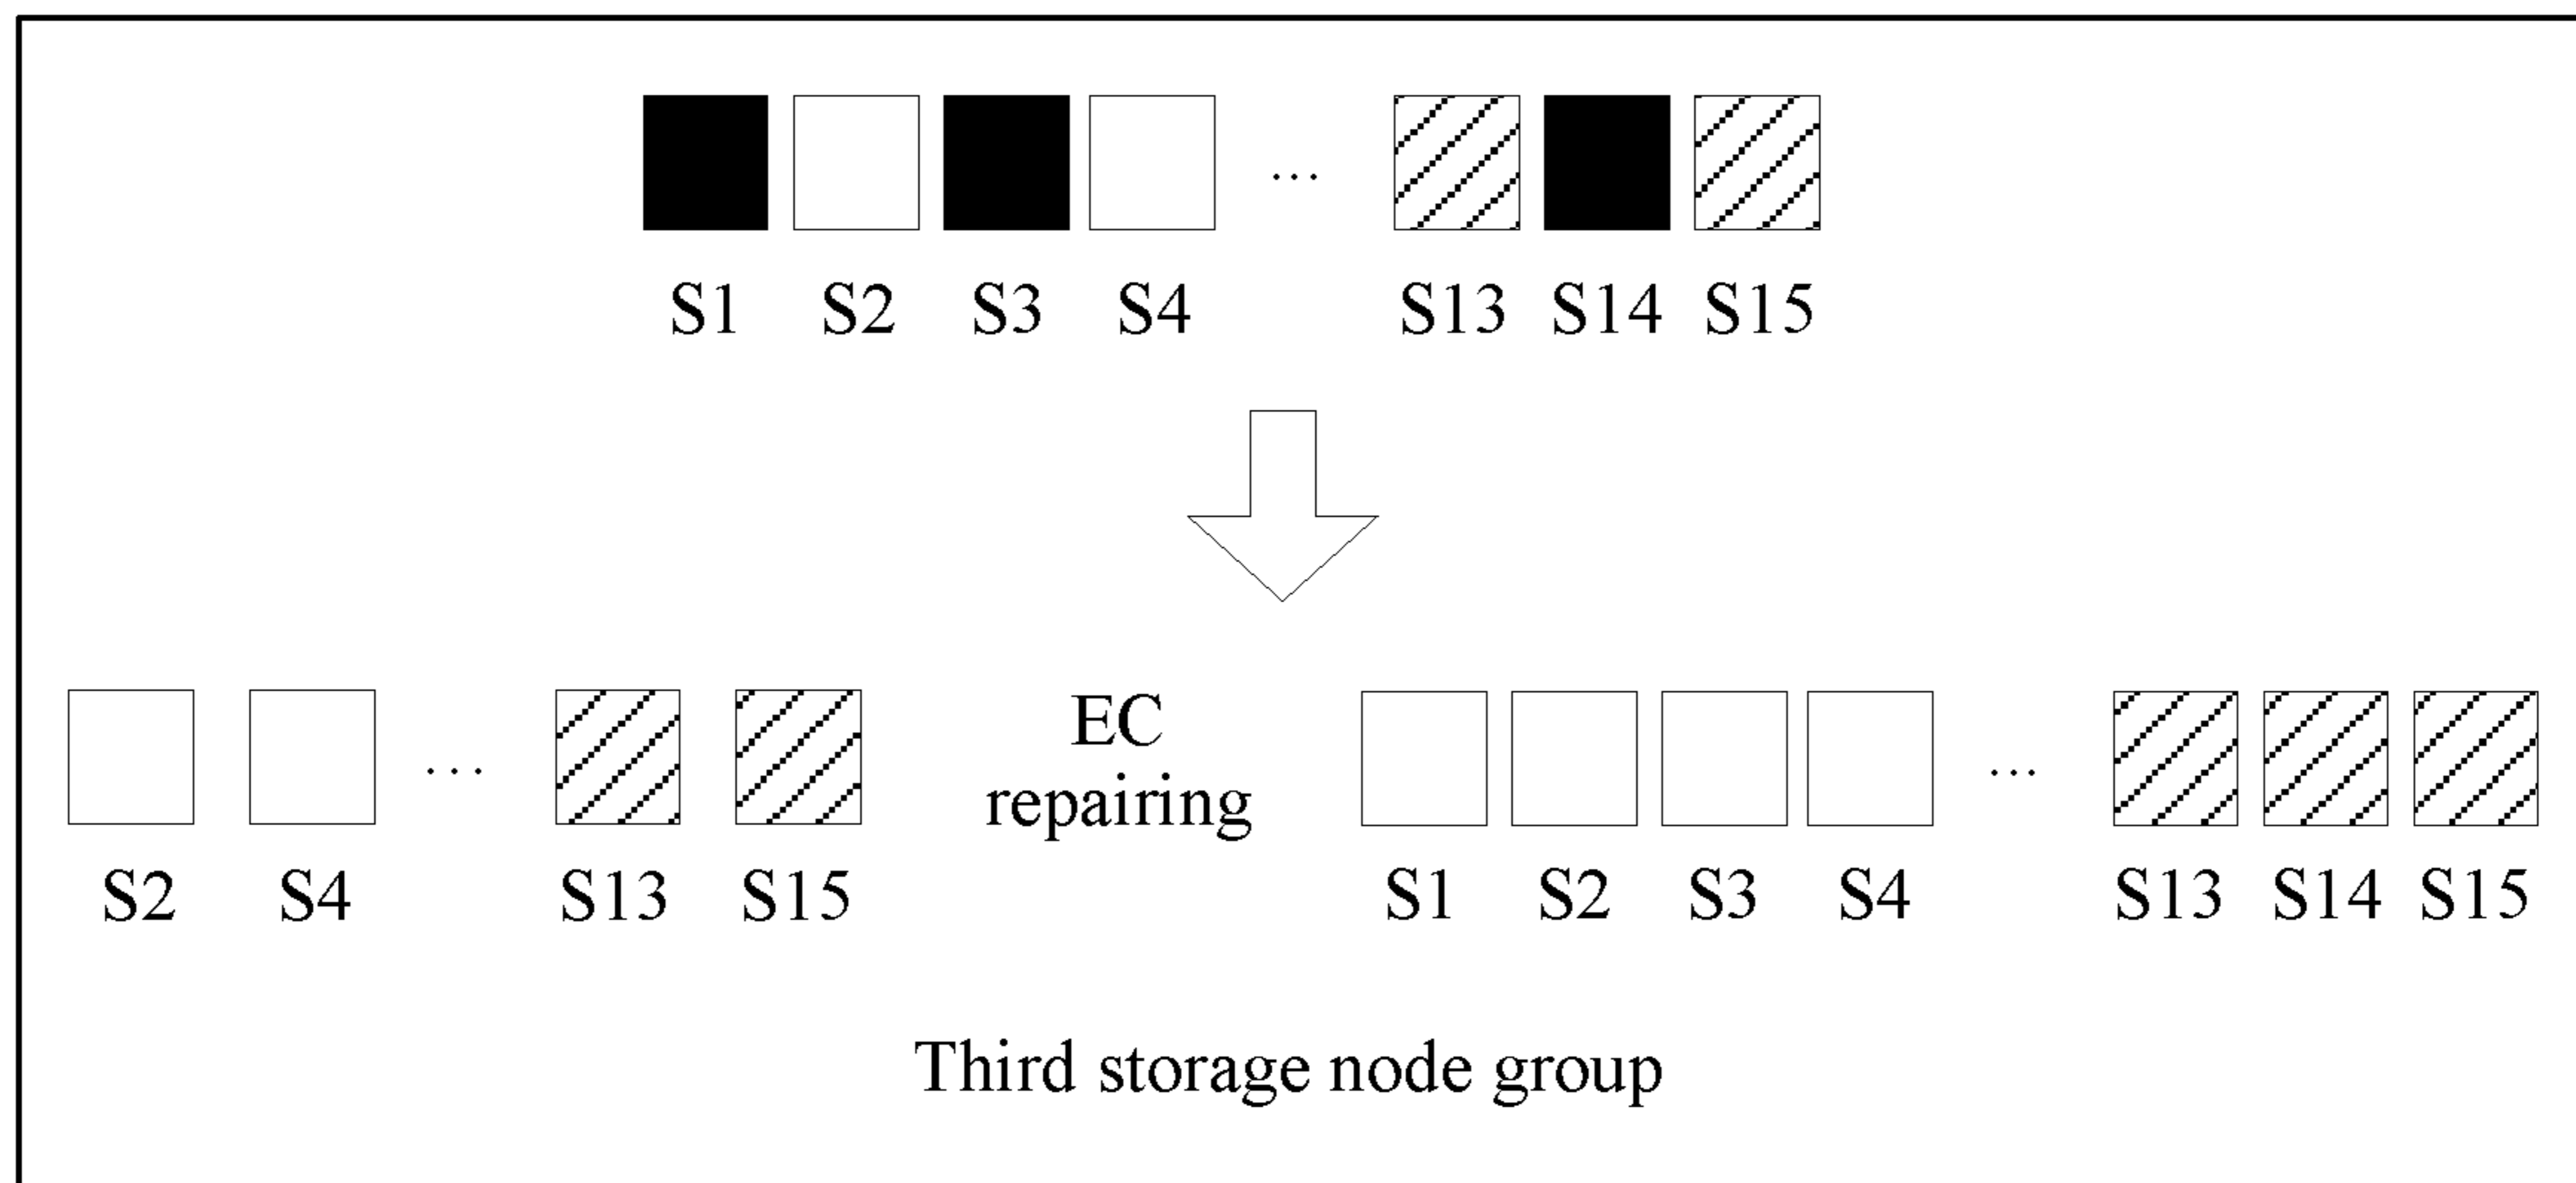 ...
S1 S2 S3 S4 S13 S14 S15
EC
repairing
... ...
S2 S4 S13 S15 S1 S2 S3 S4 S13 S14 S15
Third storage node group